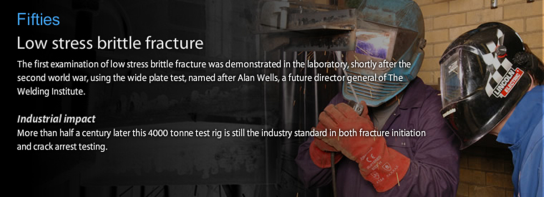 Fifties
Low stress brittle fracture
The first examination of low stress brittle fracture was demonstrated in the laboratory, shortly after the
second world war, using the wide plate test, named after Alan Wells, a future director general of The
Welding Institute.
Industrial impact
More than half a century later this 4000 tonne test rig is still the industry standard in both fracture initiation
and crack arrest testing.
LINCOLN
ELECTRIC